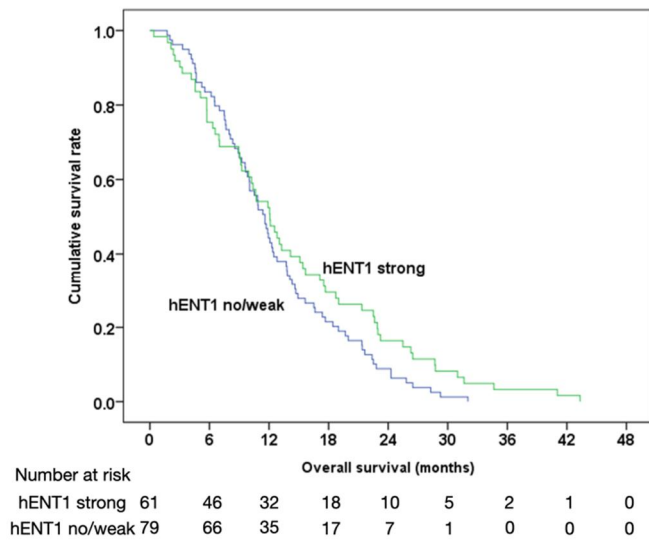 1.0
0.8
0.6
0.4
0.2
0.0
Cumulative survival rate
hENT1 strong
hENT1 no/weak
0 6 12 18 24 30 36 42 48
Overall survival (months)
Number at risk
hENT1 strong 61 46 32 18 10 5 2 1 0
hENT1 no/weak 79 66 35 17 7 1 0 0 0